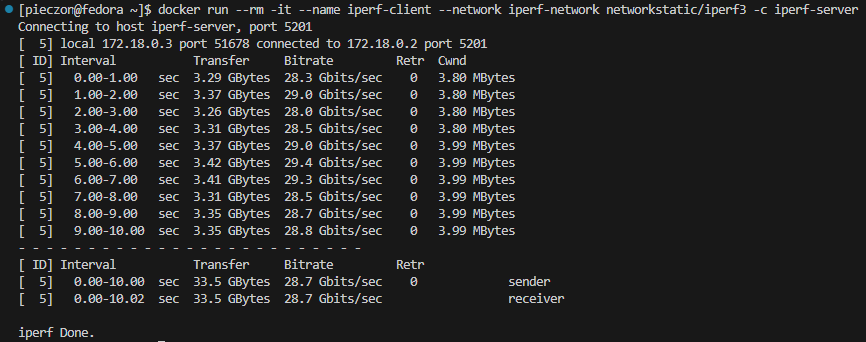 [pieczon@fedora ~]$ docker run --rm -it --name iperf-client --network iperf-network networkstatic/iperf3 -c iperf-server
Connecting to host iperf-server, port 5201
[  5] local 172.18.0.3 port 51678 connected to 172.18.0.2 port 5201
[ ID] Interval           Transfer     Bitrate         Retr  Cwnd
[  5]   0.00-1.00   sec  3.29 GBytes  28.3 Gbits/sec    0   3.80 MBytes
[  5]   1.00-2.00   sec  3.37 GBytes  29.0 Gbits/sec    0   3.80 MBytes
[  5]   2.00-3.00   sec  3.26 GBytes  28.0 Gbits/sec    0   3.80 MBytes
[  5]   3.00-4.00   sec  3.31 GBytes  28.5 Gbits/sec    0   3.80 MBytes
[  5]   4.00-5.00   sec  3.37 GBytes  29.0 Gbits/sec    0   3.99 MBytes
[  5]   5.00-6.00   sec  3.42 GBytes  29.4 Gbits/sec    0   3.99 MBytes
[  5]   6.00-7.00   sec  3.41 GBytes  29.3 Gbits/sec    0   3.99 MBytes
[  5]   7.00-8.00   sec  3.31 GBytes  28.5 Gbits/sec    0   3.99 MBytes
[  5]   8.00-9.00   sec  3.35 GBytes  28.7 Gbits/sec    0   3.99 MBytes
[  5]   9.00-10.00  sec  3.35 GBytes  28.8 Gbits/sec    0   3.99 MBytes
- - - - - - - - - - - - - - - - - - - - - - - - -
[ ID] Interval           Transfer     Bitrate         Retr
[  5]   0.00-10.00  sec  33.5 GBytes  28.7 Gbits/sec    0             sender
[  5]   0.00-10.02  sec  33.5 GBytes  28.7 Gbits/sec                  receiver
iperf Done.